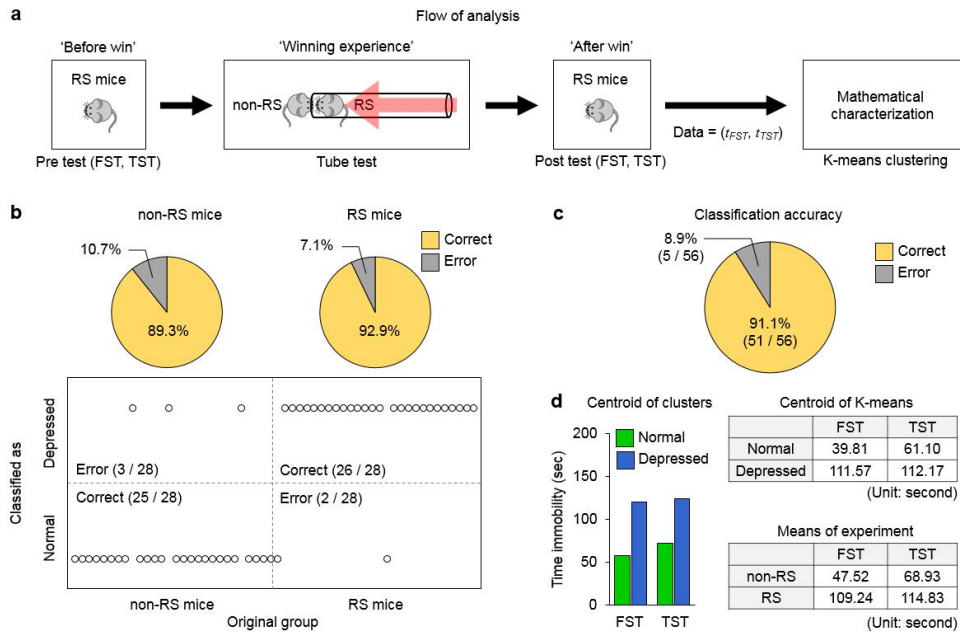 a
Flow of analysis
'Before win'
'Winning experience'
'After win'
RS mice
non-RS
RS
RS mice
Mathematical
characterization
Data = (tFST, tTST)
Pre test (FST, TST)
Tube test
Post test (FST, TST)
K-means clustering
b
non-RS mice
RS mice
10.7%
7.1%
Correct
Error
89.3%
92.9%
Classified as
Depressed
Normal
Error (3 / 28)
Correct (26 / 28)
Correct (25 / 28)
Error (2 / 28)
non-RS mice
RS mice
Original group
c
Classification accuracy
8.9%
(5 / 56)
Correct
Error
91.1%
(51 / 56)
d
Centroid of clusters
Normal
Depressed
Time immobility (sec)
200
150
100
50
0
FST
TST
Centroid of K-means
FST TST
Normal 39.81 61.10
Depressed 111.57 112.17
(Unit: second)
Means of experiment
FST TST
non-RS 47.52 68.93
RS 109.24 114.83
(Unit: second)